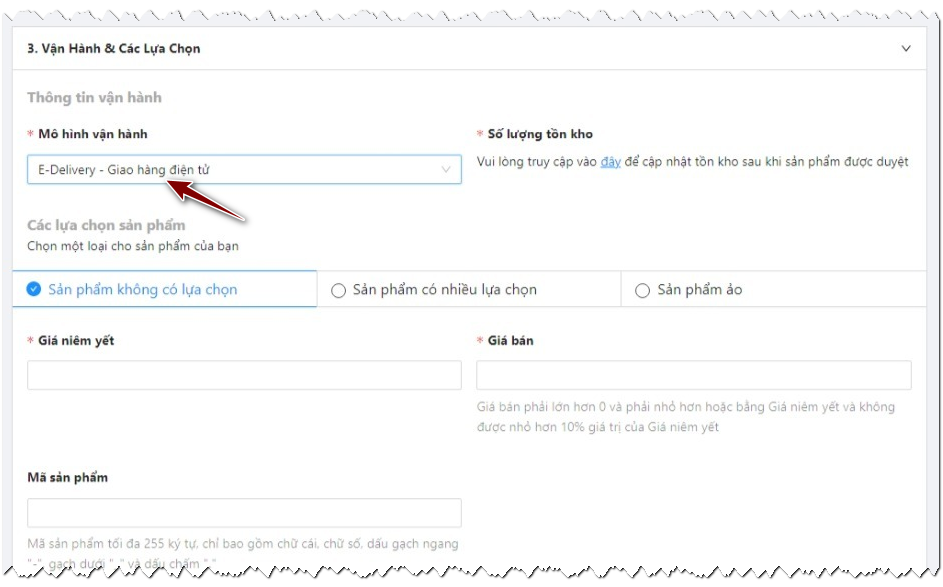 3. Vận Hành & Các Lựa Chọn
Thông tin vận hành
* Mô hình vận hành
* Số lượng tồn kho
E-Delivery - Giao hàng điện tử
Vui lòng truy cập vào đây để cập nhật tồn kho sau khi sản phẩm được duyệt
Các lựa chọn sản phẩm
Chọn một loại cho sản phẩm của bạn
Sản phẩm không có lựa chọn
Sản phẩm có nhiều lựa chọn
Sản phẩm ảo
* Giá niêm yết
* Giá bán
Giá bán phải lớn hơn 0 và phải nhỏ hơn hoặc bằng Giá niêm yết và không
được nhỏ hơn 10% giá trị của Giá niêm yết
Mã sản phẩm
Mã sản phẩm tối đa 255 ký tự, chỉ bao gồm chữ cái, chữ số, dấu gạch ngang
"-", gạch dưới "_" và dấu chấm "."